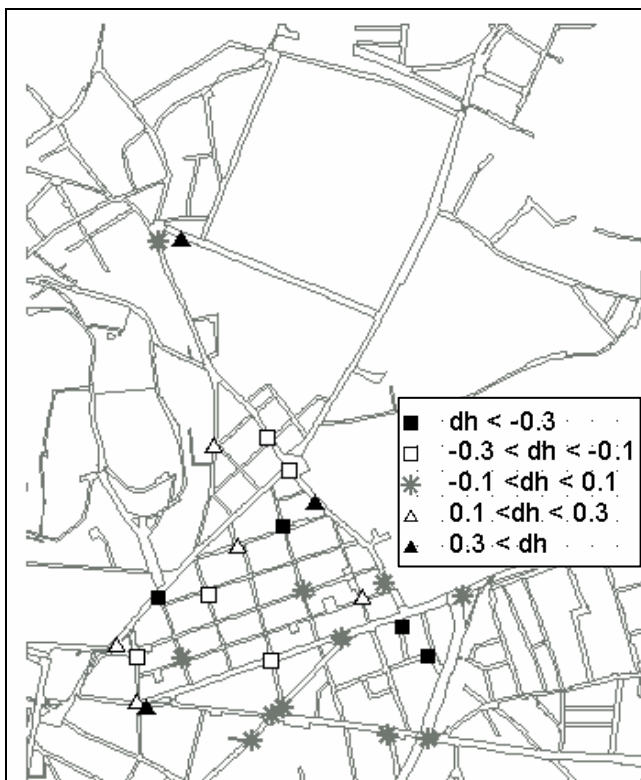 dh < -0.3
-0.3 < dh < -0.1
-0.1 <dh < 0.1
0.1 <dh < 0.3
0.3 < dh